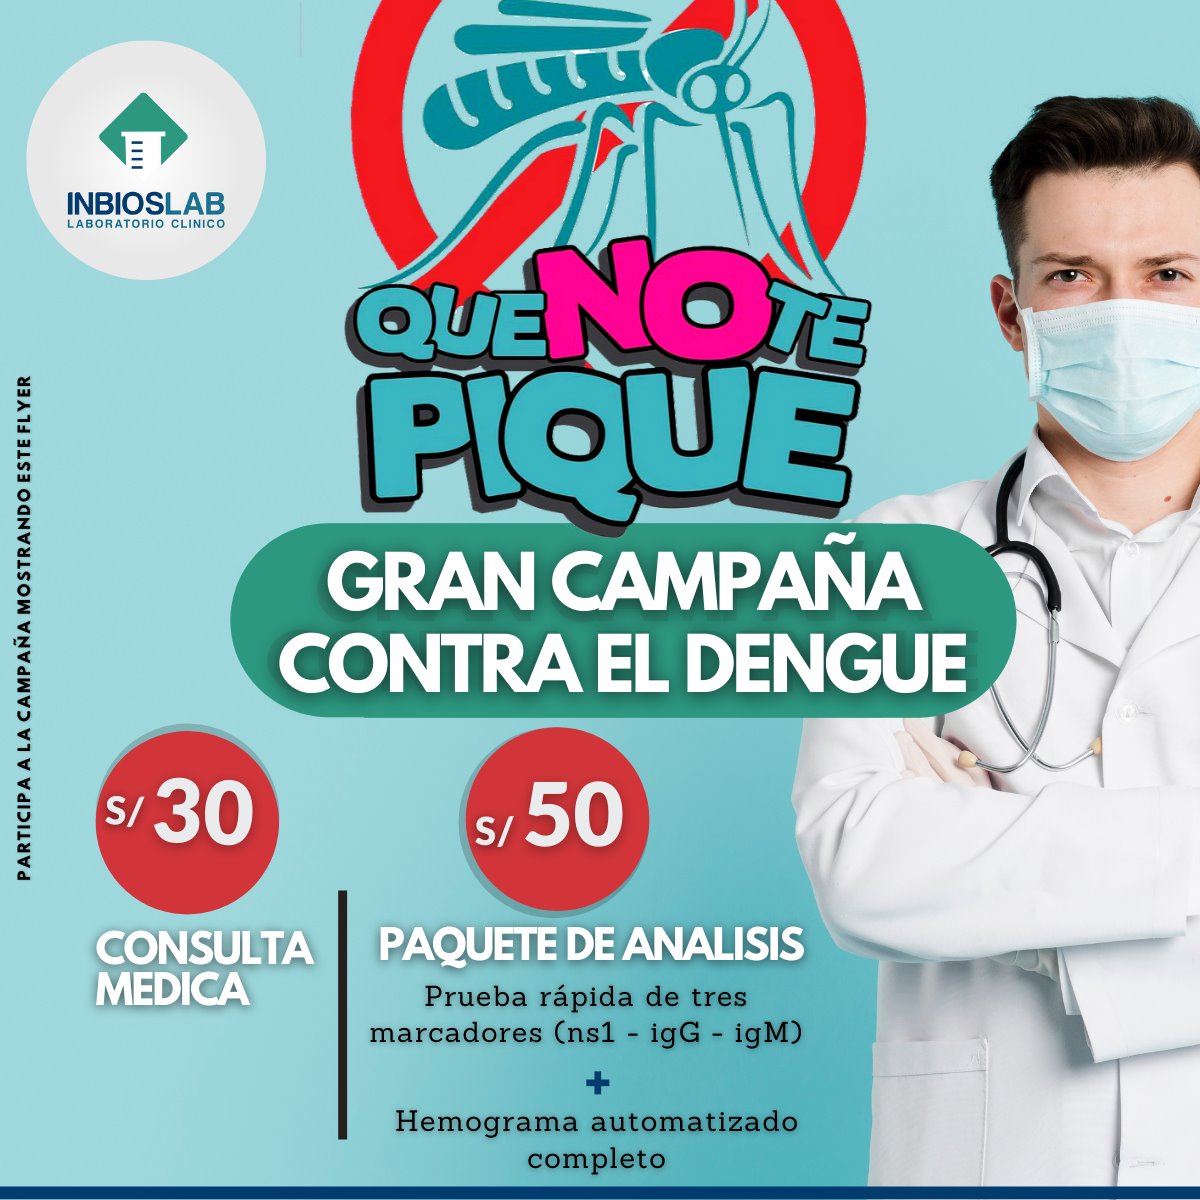 INBIOSLAB
LABORATORIO CLINICO
QUE NO TE
PIQUE
GRAN CAMPAÑA
CONTRA EL DENGUE
PARTICIPA A LA CAMPAÑA MOSTRANDO ESTE FLYER
S/ 30
CONSULTA
MEDICA
S/ 50
PAQUETE DE ANALISIS
Prueba rápida de tres
marcadores (ns1 - igG - igM)
+
Hemograma automatizado
completo